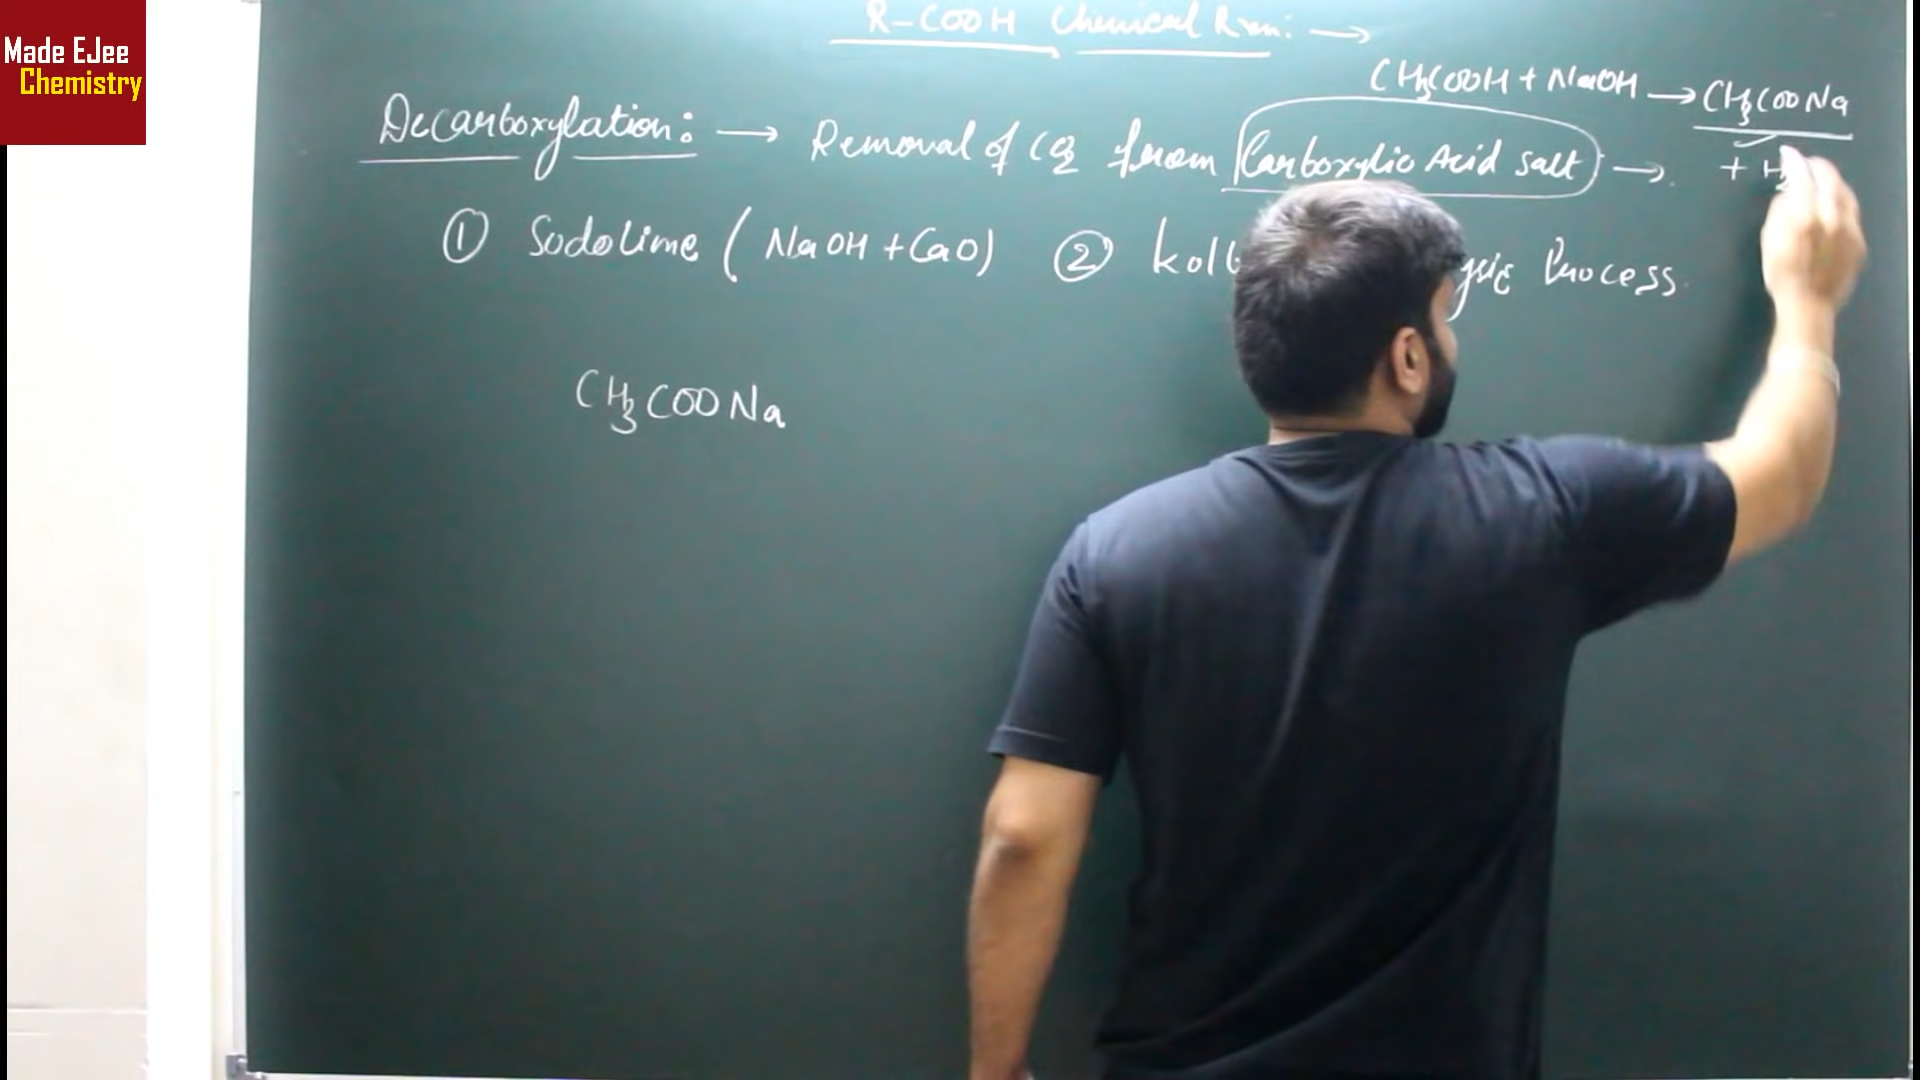 Made EJee
Chemistry
R-COOH Chemical Rxn: →
CH₃COOH + NaOH → CH₃COONa
+ H₂
Decarboxylation: → Removal of CO₂ from Carboxylic Acid salt →
① Sodolime (NaOH + CaO) ② Process
CH₃COONa